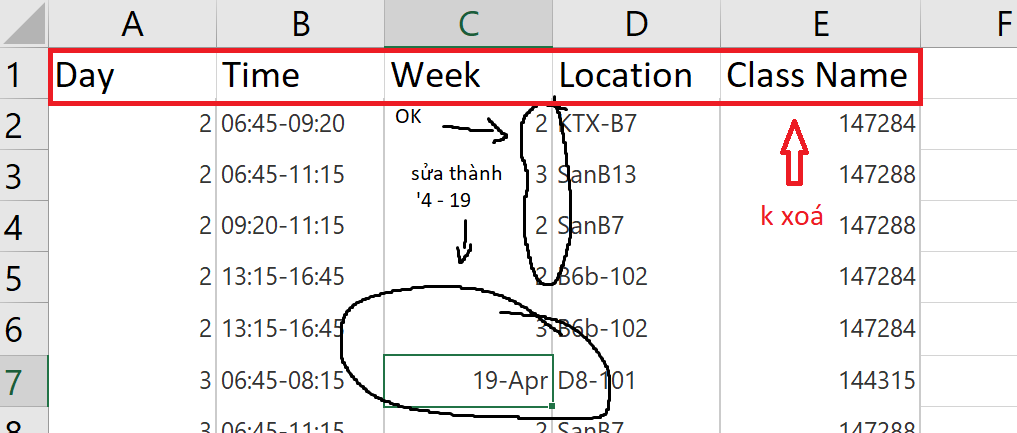 A B C D E F
1 Day Time Week Location Class Name
2 2 06:45-09:20 2 KTX-B7 147284
OK
3 2 06:45-11:15 3 SanB13 147288
sửa thành
'4 - 19
k xoá
4 2 09:20-11:15 2 SanB7 147288
5 2 13:15-16:45 2 B6b-102 147284
6 2 13:15-16:45 3 B6b-102 147284
7 3 06:45-08:15 19-Apr D8-101 144315
8 3 06:45-11:15 2 SanB7 147288